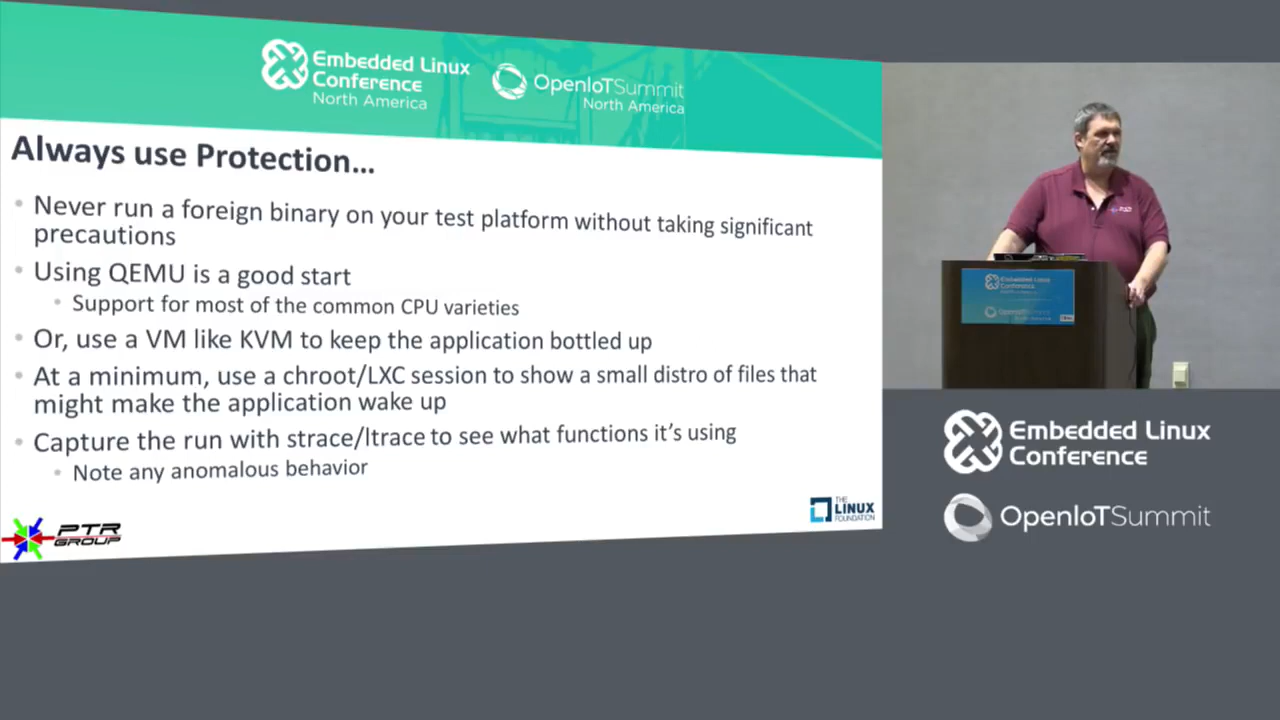 Embedded Linux
Conference
North America
OpenIoTSummit
North America
Always use Protection...
• Never run a foreign binary on your test platform without taking significant
precautions
• Using QEMU is a good start
• Support for most of the common CPU varieties
• Or, use a VM like KVM to keep the application bottled up
• At a minimum, use a chroot/LXC session to show a small distro of files that
might make the application wake up
• Capture the run with strace/ltrace to see what functions it's using
• Note any anomalous behavior
PTR
GROUP
THE
LINUX
FOUNDATION
Embedded Linux
Conference
OpenIoTSummit
Embedded Linux
Conference
OpenIoTSummit